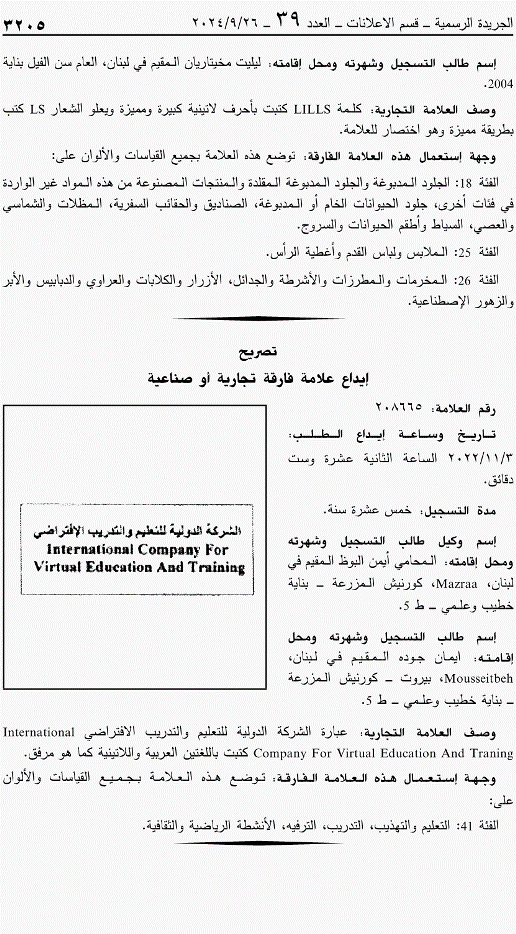 الجريدة الرسمية – قسم الاعلانات – العدد ٣٩ – ٢٠٢٤/٩/٢٦
٣٢٠٥
إسم طالب التسجيل وشهرته ومحل إقامته: ليليت مخيتاريان المقيم في لبنان، العام سن الفيل بناية
2004.
وصف العلامة التجارية: كلمة LILLS كتبت بأحرف لاتينية كبيرة ومميزة ويعلو الشعار LS كتب
بطريقة مميزة وهو اختصار للعلامة.
وجهة إستعمال هذه العلامة الفارقة: توضع هذه العلامة بجميع القياسات والألوان على:
الفئة 18: الجلود المدبوغة والجلود المدبوغة المقلدة والمنتجات المصنوعة من هذه المواد غير الواردة
في فئات أخرى، جلود الحيوانات الخام أو المدبوغة، الصناديق والحقائب السفرية، المظلات والشماسي
والعصي، السياط وأطقم الحيوانات والسروج.
الفئة 25: الملابس ولباس القدم وأغطية الرأس.
الفئة 26: المخرمات والمطرزات والأشرطة والجدائل، الأزرار والكلابات والعراوي والدبابيس والأبر
والزهور الإصطناعية.
تصريح
إيداع علامة فارقة تجارية أو صناعية
رقم العلامة: ٢٠٨٦٦٥
تاريخ وساعة إيداع الطلب:
٢٠٢٢/١١/٣ الساعة الثانية عشرة وست
دقائق.
مدة التسجيل: خمس عشرة سنة.
إسم وكيل طالب التسجيل وشهرته
ومحل إقامته: المحامي أيمن البوظ المقيم في
لبنان، Mazraa، كورنيش المزرعة – بناية
خطيب وعلمي – ط 5.
إسم طالب التسجيل وشهرته ومحل
إقامته: ايمان جوده المقيم في لبنان،
Mousseitbeh، بيروت – كورنيش المزرعة
– بناية خطيب وعلمي – ط 5.
الشركة الدولية للتعليم والتدريب الإفتراضي
International Company For
Virtual Education And Training
وصف العلامة التجارية: عبارة الشركة الدولية للتعليم والتدريب الافتراضي International
Company For Virtual Education And Traning كتبت باللغتين العربية واللاتينية كما هو مرفق.
وجهة إستعمال هذه العلامة الفارقة: توضع هذه العلامة بجميع القياسات والألوان
على:
الفئة 41: التعليم والتهذيب، التدريب، الترفيه، الأنشطة الرياضية والثقافية.